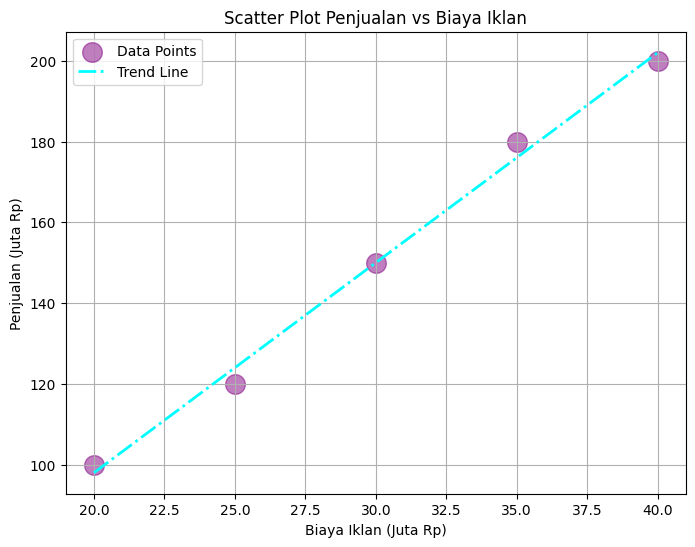 Scatter Plot Penjualan vs Biaya Iklan
Data Points
Trend Line
200
180
160
140
120
100
Penjualan (Juta Rp)
20.0 22.5 25.0 27.5 30.0 32.5 35.0 37.5 40.0
Biaya Iklan (Juta Rp)